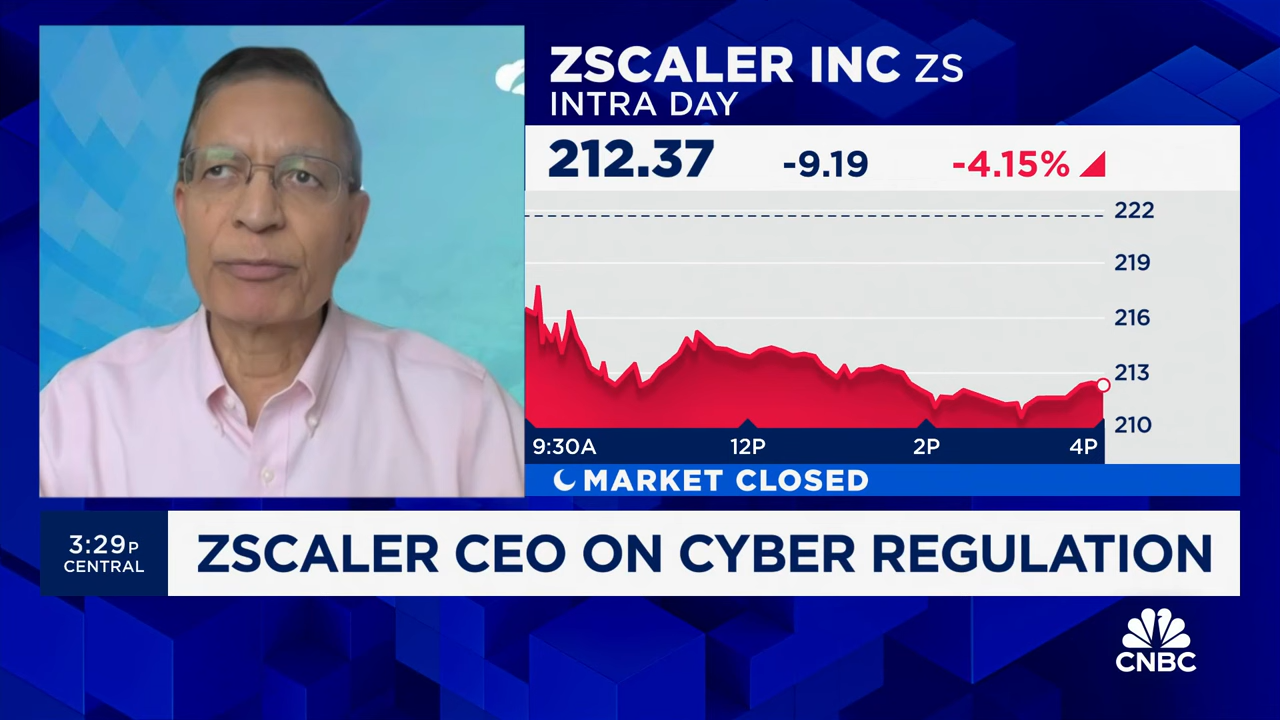 ZSCALER INC ZS
INTRA DAY
212.37 -9.19 -4.15%
222
219
216
213
210
9:30A 12P 2P 4P
MARKET CLOSED
3:29P
CENTRAL
ZSCALER CEO ON CYBER REGULATION
CNBC